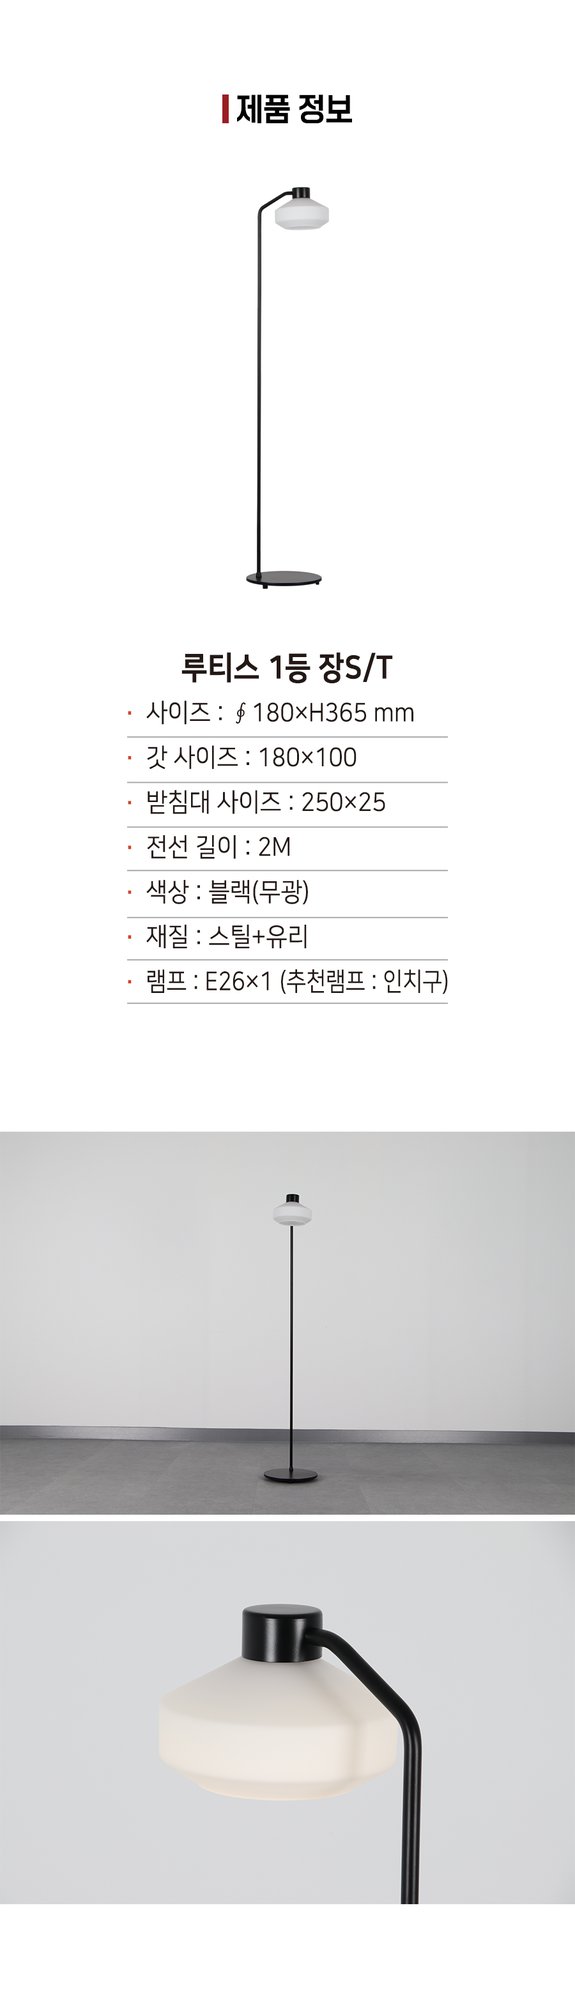 제품 정보
루티스 1등 장S/T
· 사이즈 : ∮180×H365 mm
· 갓 사이즈 : 180×100
· 받침대 사이즈 : 250×25
· 전선 길이 : 2M
· 색상 : 블랙(무광)
· 재질 : 스틸+유리
· 램프 : E26×1 (추천램프 : 인치구)